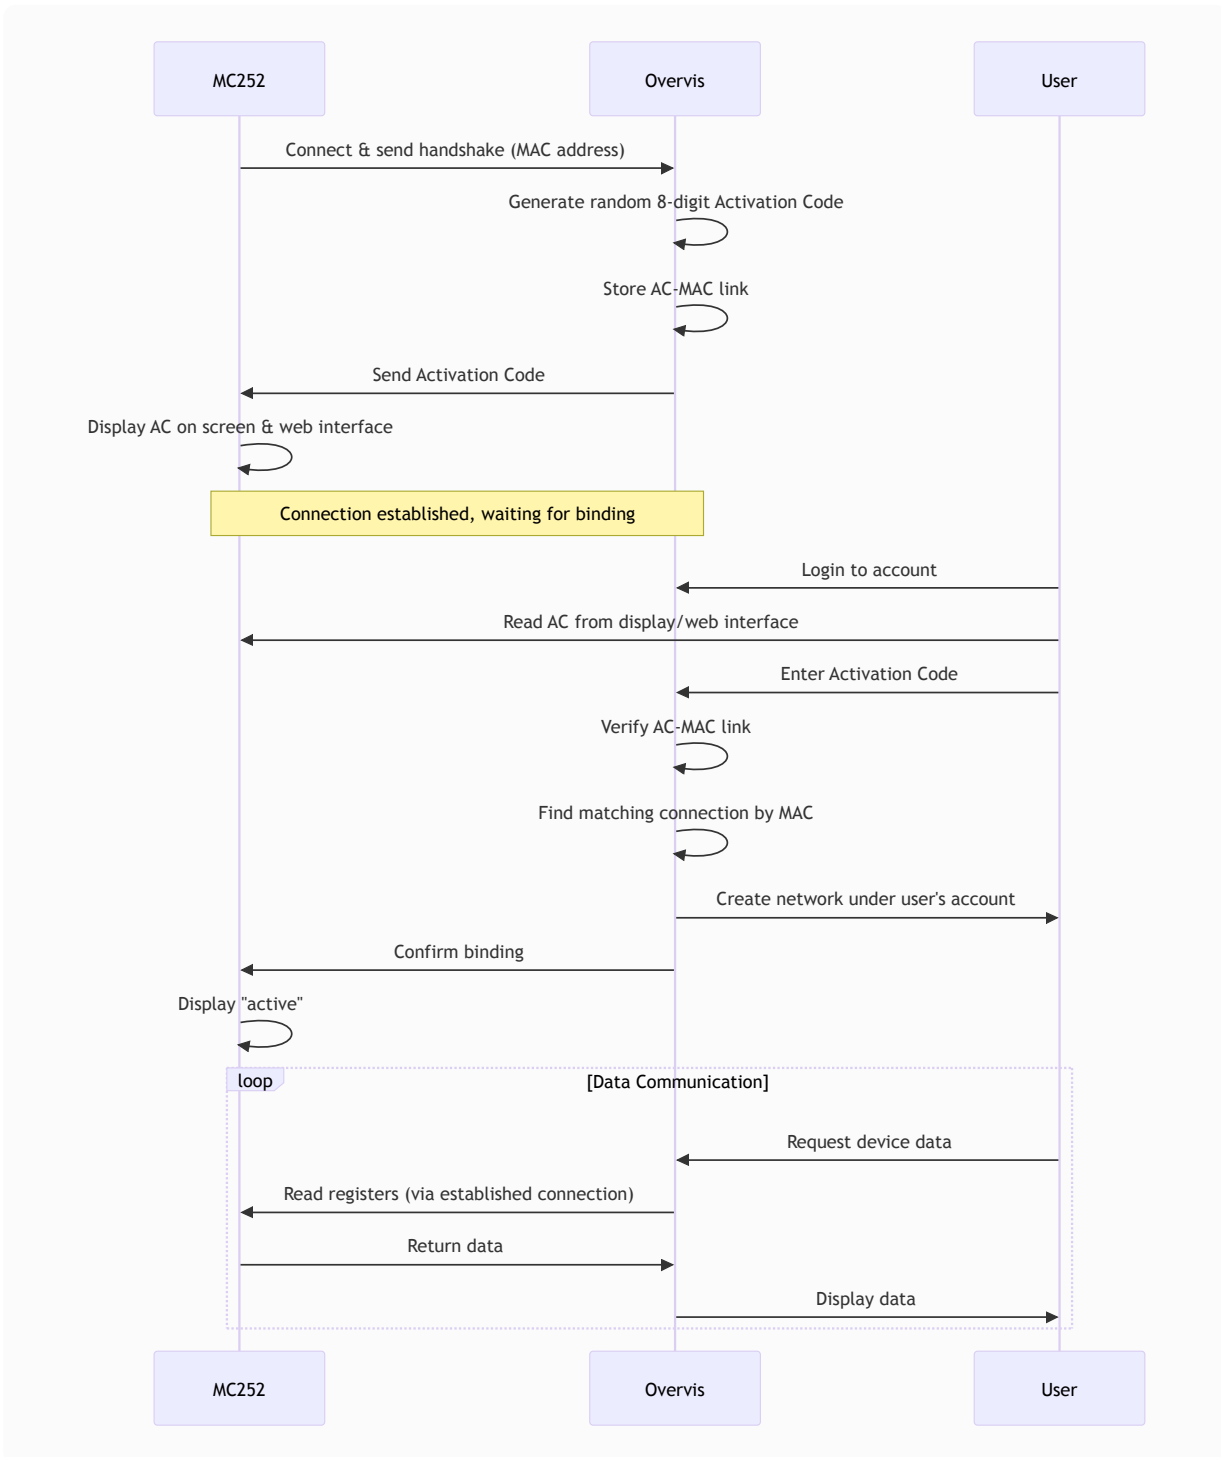 MC252
Overvis
User
Connect & send handshake (MAC address)
Generate random 8-digit Activation Code
Store AC-MAC link
Send Activation Code
Display AC on screen & web interface
Connection established, waiting for binding
Login to account
Read AC from display/web interface
Enter Activation Code
Verify AC-MAC link
Find matching connection by MAC
Create network under user's account
Confirm binding
Display "active"
loop
[Data Communication]
Request device data
Read registers (via established connection)
Return data
Display data
MC252
Overvis
User